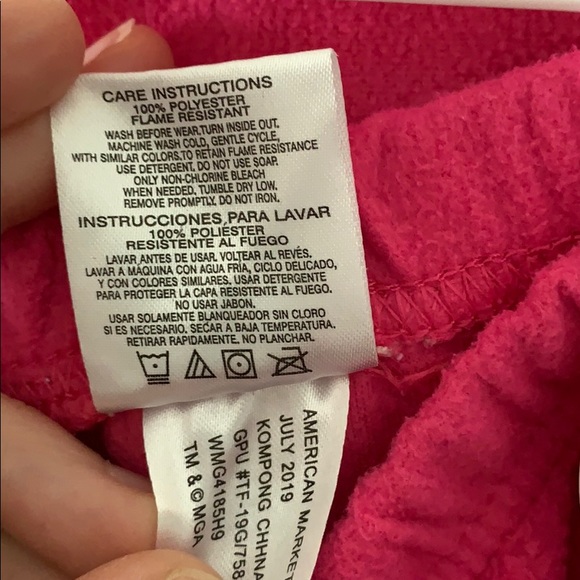 CARE INSTRUCTIONS
100% POLYESTER
FLAME RESISTANT
WASH BEFORE WEAR.TURN INSIDE OUT.
MACHINE WASH COLD, GENTLE CYCLE,
WITH SIMILAR COLORS.TO RETAIN FLAME RESISTANCE
USE DETERGENT. DO NOT USE SOAP.
ONLY NON-CHLORINE BLEACH
WHEN NEEDED. TUMBLE DRY LOW.
REMOVE PROMPTLY. DO NOT IRON.
INSTRUCCIONES PARA LAVAR
100% POLIÉSTER
RESISTENTE AL FUEGO
LAVAR ANTES DE USAR. VOLTEAR AL REVÉS.
LAVAR A MAQUINA CON AGUA FRÍA, CICLO DELICADO,
Y CON COLORES SIMILARES. USAR DETERGENTE
PARA PROTEGER LA CAPA RESISTENTE AL FUEGO.
NO USAR JABON.
USAR SOLAMENTE BLANQUEADOR SIN CLORO
SI ES NECESARIO. SECAR A BAJA TEMPERATURA.
RETIRAR RAPIDAMENTE. NO PLANCHAR.
AMERICAN MARKET
JULY 2019
KOMPONG CHHNA
GPU #TF-19G/758
WMG4185H9
TM & © MGA